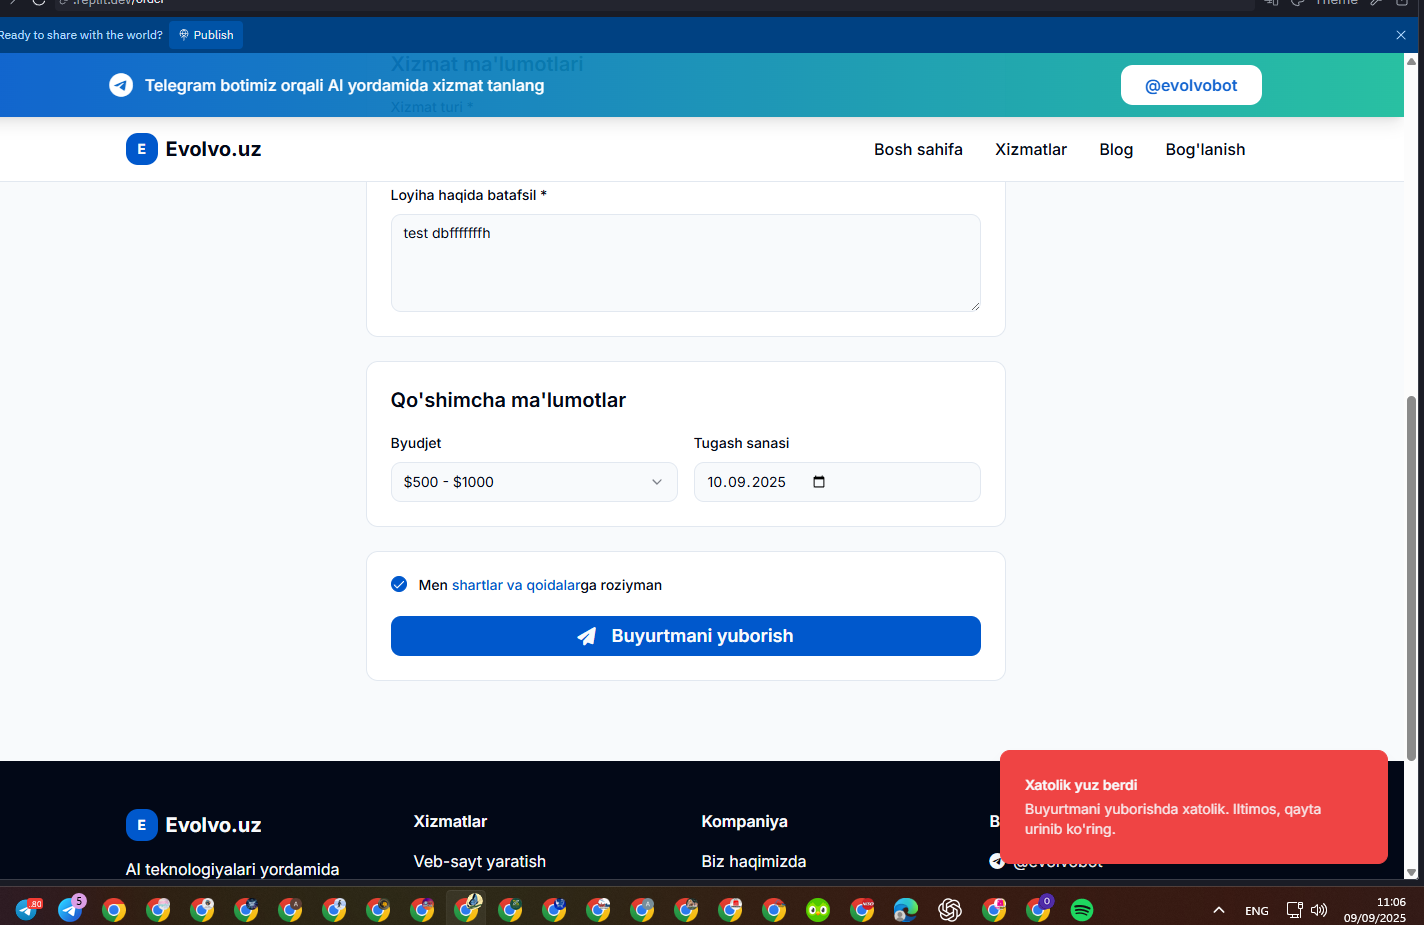 .replit.dev/order
Theme
Ready to share with the world?
Publish
Xizmat ma'lumotlari
Telegram botimiz orqali AI yordamida xizmat tanlang
@evolvobot
Xizmat turi *
E
Evolvo.uz
Bosh sahifa
Xizmatlar
Blog
Bog'lanish
Loyiha haqida batafsil *
test dbfffffffh
Qo'shimcha ma'lumotlar
Byudjet
Tugash sanasi
$500 - $1000
10.09.2025
Men shartlar va qoidalarga roziyman
Buyurtmani yuborish
Xatolik yuz berdi
Buyurtmani yuborishda xatolik. Iltimos, qayta
urinib ko'ring.
E
Evolvo.uz
Xizmatlar
Kompaniya
B
AI teknologiyalari yordamida
Veb-sayt yaratish
Biz haqimizda
@evolvobot
80
5
0
ENG
11:06
09/09/2025